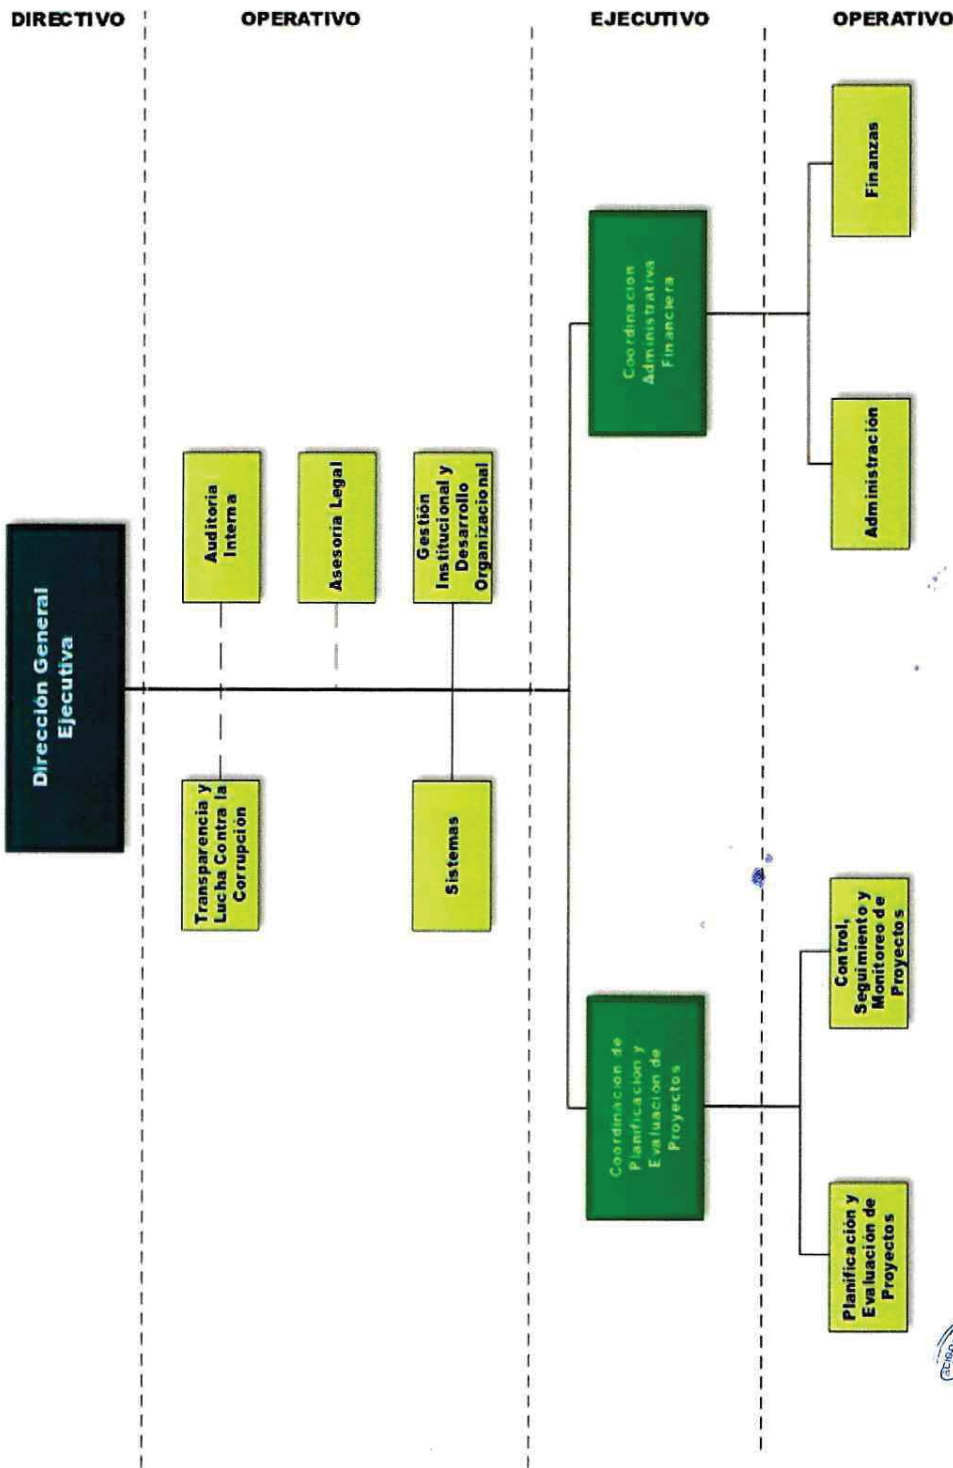 DIRECTIVO
OPERATIVO
EJECUTIVO
OPERATIVO
Dirección General
Ejecutiva
Transparencia y
Lucha Contra la
Corrupción
Auditoria
Interna
Asesoria Legal
Sistemas
Gestión
Institucional y
Desarrollo
Organizacional
Coordinacion de
Planificacion y
Evaluacion de
Proyectos
Coordinacion
Administrativa
Financiera
Planificación y
Evaluación de
Proyectos
Control,
Seguimiento y
Monitoreo de
Proyectos
Administración
Finanzas